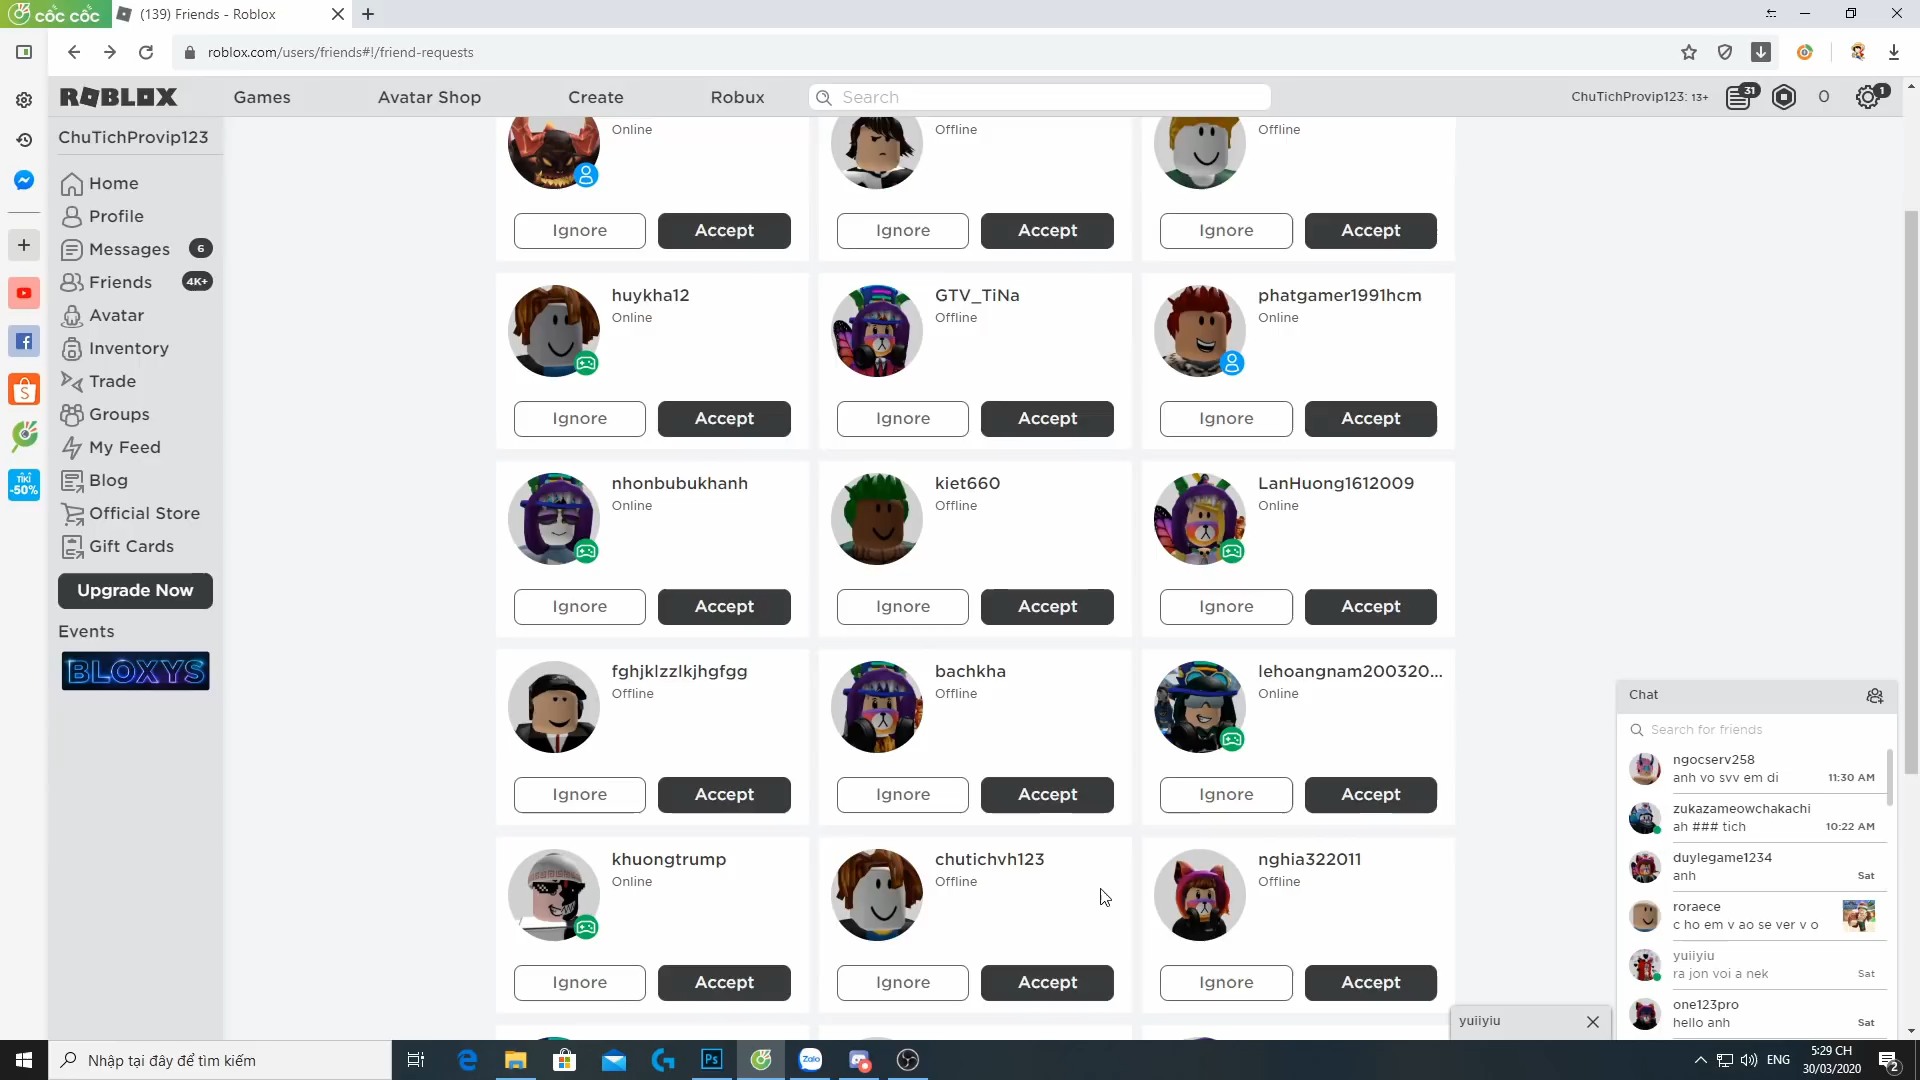 cốc cốc
(139) Friends - Roblox
roblox.com/users/friends#!/friend-requests
ROBLOX
Games
Avatar Shop
Create
Robux
Search
ChuTichProvip123: 13+
31
0
1
ChuTichProvip123
Home
Profile
Messages 6
Friends 4K+
Avatar
Inventory
Trade
Groups
My Feed
Blog
Official Store
Gift Cards
Upgrade Now
Events
BLOXYS
TIKI
-50%
Online
Offline
Offline
Ignore Accept
Ignore Accept
Ignore Accept
huykha12
Online
Ignore Accept
GTV_TiNa
Offline
Ignore Accept
phatgamer1991hcm
Online
Ignore Accept
nhonbubukhanh
Online
Ignore Accept
kiet660
Offline
Ignore Accept
LanHuong1612009
Online
Ignore Accept
fghjklzzlkjhgfgg
Offline
Ignore Accept
bachkha
Offline
Ignore Accept
lehoangnam200320...
Online
Ignore Accept
khuongtrump
Online
Ignore Accept
chutichvh123
Offline
Ignore Accept
nghia322011
Offline
Ignore Accept
Chat
Search for friends
ngocserv258
anh vo svv em di 11:30 AM
zukazameowchakachi
ah ### tich 10:22 AM
duylegame1234
anh Sat
roraece
c ho em v ao se ver v o
yuiiyiu
ra jon voi a nek Sat
one123pro
hello anh Sat
yuiiyiu
Nhập tại đây để tìm kiếm
Ps
Zalo
ENG
5:29 CH
30/03/2020
2